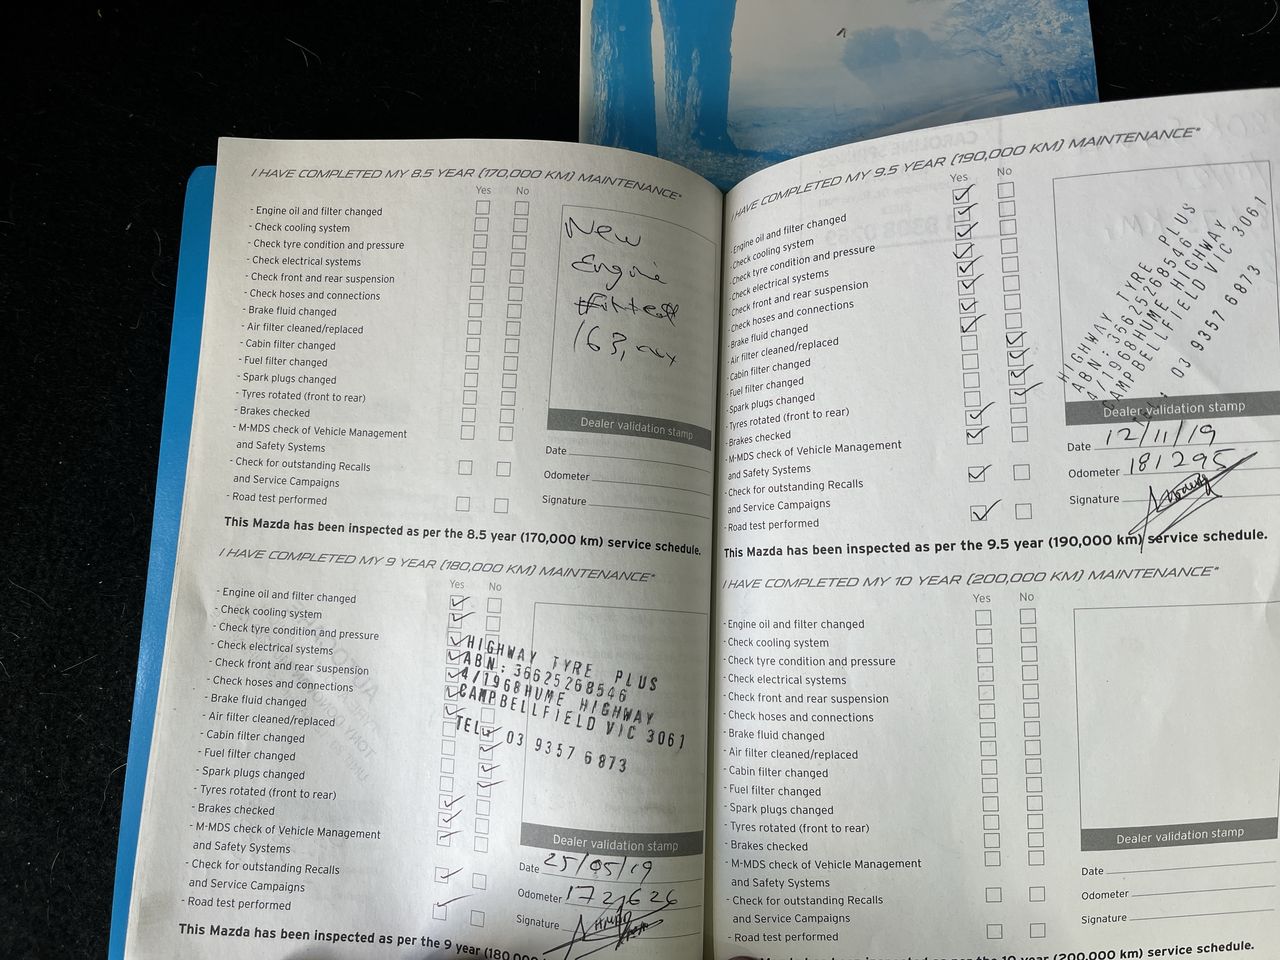 I HAVE COMPLETED MY 8.5 YEAR (170,000 KM) MAINTENANCE*
Yes No
- Engine oil and filter changed
- Check cooling system
- Check tyre condition and pressure
- Check electrical systems
- Check front and rear suspension
- Check hoses and connections
- Brake fluid changed
- Air filter cleaned/replaced
- Cabin filter changed
- Fuel filter changed
- Spark plugs changed
- Tyres rotated (front to rear)
- Brakes checked
- M-MDS check of Vehicle Management
and Safety Systems
- Check for outstanding Recalls
and Service Campaigns
- Road test performed
New
Engine
fitted
163,
Dealer validation stamp
Date
Odometer
Signature
This Mazda has been inspected as per the 8.5 year (170,000 km) service schedule.
I HAVE COMPLETED MY 9 YEAR (180,000 KM) MAINTENANCE*
Yes No
- Engine oil and filter changed
- Check cooling system
- Check tyre condition and pressure
- Check electrical systems
- Check front and rear suspension
- Check hoses and connections
- Brake fluid changed
- Air filter cleaned/replaced
- Cabin filter changed
- Fuel filter changed
- Spark plugs changed
- Tyres rotated (front to rear)
- Brakes checked
- M-MDS check of Vehicle Management
and Safety Systems
- Check for outstanding Recalls
and Service Campaigns
- Road test performed
HIGHWAY TYRE PLUS
ABN: 36625268546
4/1968 HUME HIGHWAY
CAMPBELLFIELD VIC 3061
TEL: 03 9357 6873
Dealer validation stamp
Date 25/05/19
Odometer 172626
Signature
This Mazda has been inspected as per the 9 year (180,000
I HAVE COMPLETED MY 9.5 YEAR (190,000 KM) MAINTENANCE*
Yes No
- Engine oil and filter changed
- Check cooling system
- Check tyre condition and pressure
- Check electrical systems
- Check front and rear suspension
- Check hoses and connections
- Brake fluid changed
- Air filter cleaned/replaced
- Cabin filter changed
- Fuel filter changed
- Spark plugs changed
- Tyres rotated (front to rear)
- Brakes checked
- M-MDS check of Vehicle Management
and Safety Systems
- Check for outstanding Recalls
and Service Campaigns
- Road test performed
HIGHWAY TYRE PLUS
ABN: 36625268546
4/1968 HUME HIGHWAY
CAMPBELLFIELD VIC 3061
03 9357 6873
Dealer validation stamp
Date 12/11/19
Odometer 181295
Signature
This Mazda has been inspected as per the 9.5 year (190,000 km) service schedule.
I HAVE COMPLETED MY 10 YEAR (200,000 KM) MAINTENANCE*
Yes No
- Engine oil and filter changed
- Check cooling system
- Check tyre condition and pressure
- Check electrical systems
- Check front and rear suspension
- Check hoses and connections
- Brake fluid changed
- Air filter cleaned/replaced
- Cabin filter changed
- Fuel filter changed
- Spark plugs changed
- Tyres rotated (front to rear)
- Brakes checked
- M-MDS check of Vehicle Management
and Safety Systems
- Check for outstanding Recalls
and Service Campaigns
- Road test performed
Dealer validation stamp
Date
Odometer
Signature
as per the 10 year (200,000 km) service schedule.